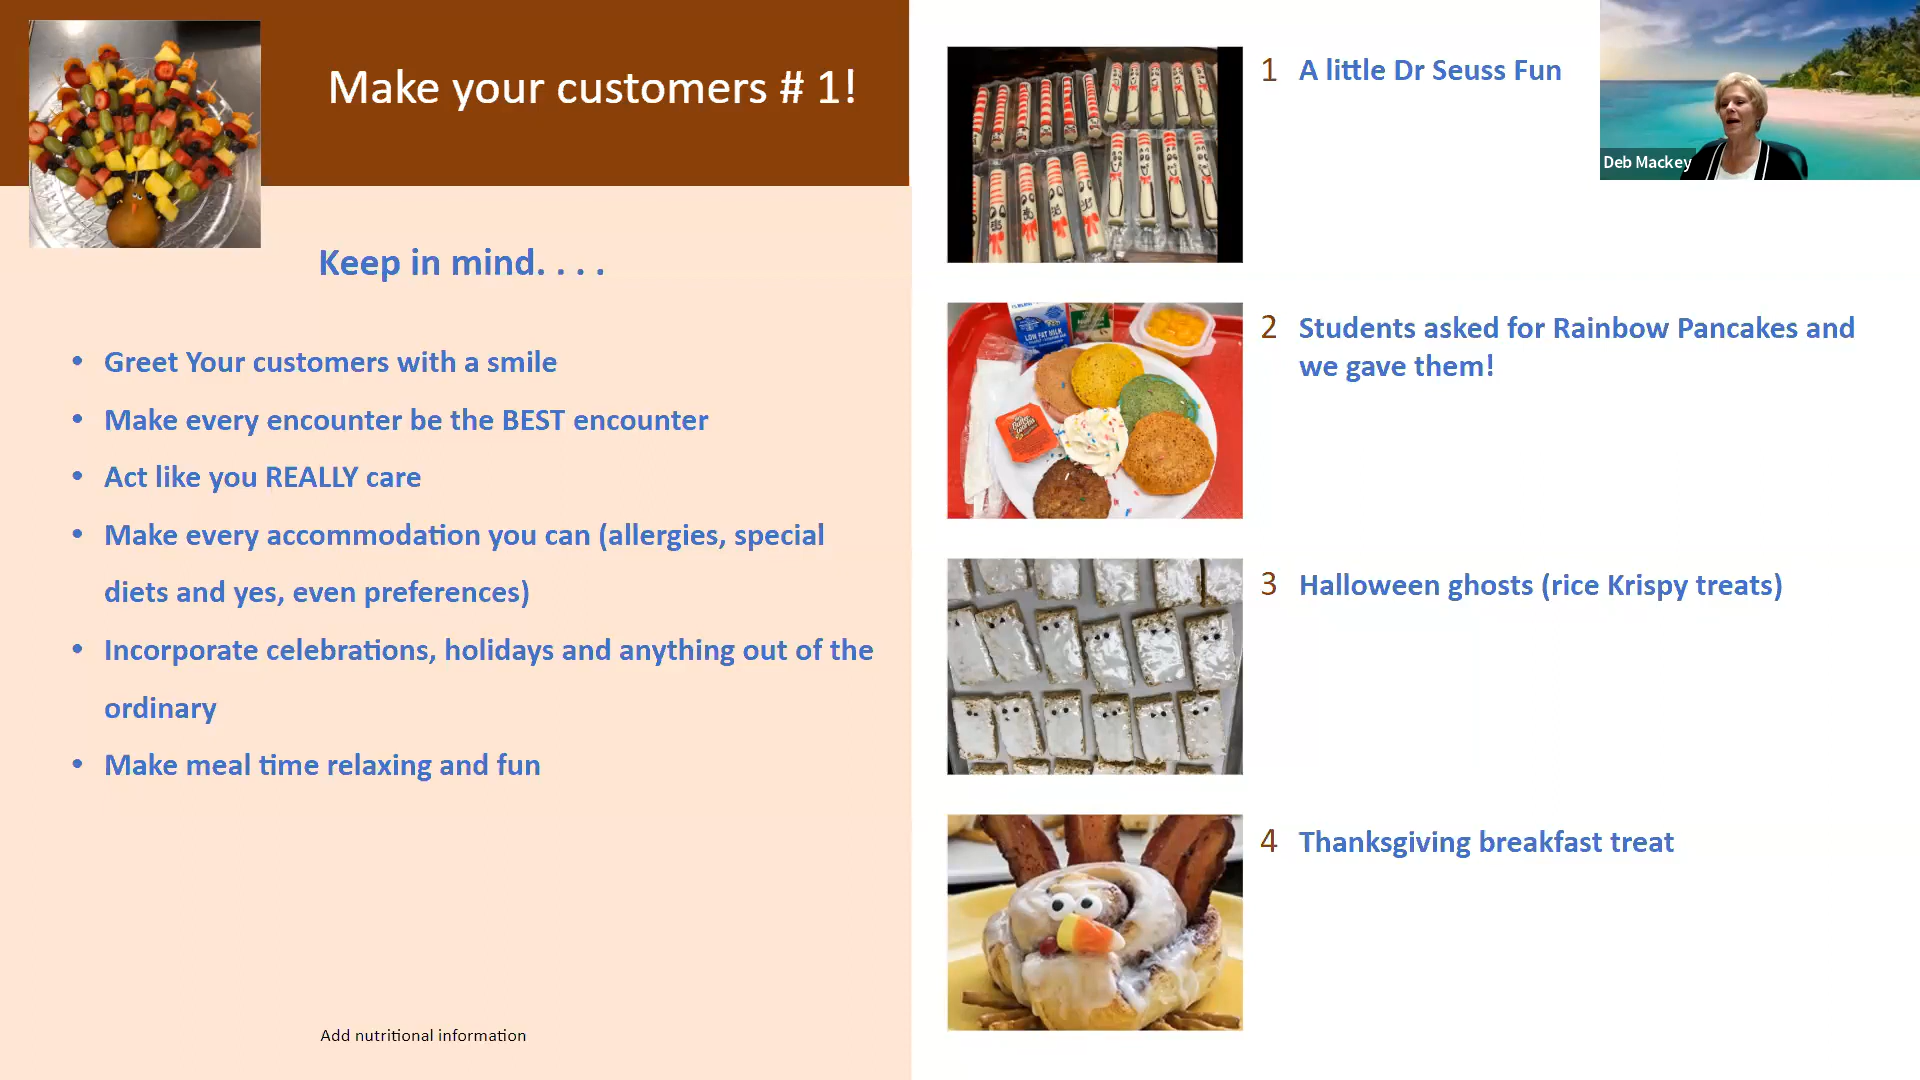 Make your customers # 1!
Keep in mind. . . .
• Greet Your customers with a smile
• Make every encounter be the BEST encounter
• Act like you REALLY care
• Make every accommodation you can (allergies, special
diets and yes, even preferences)
• Incorporate celebrations, holidays and anything out of the
ordinary
• Make meal time relaxing and fun
Add nutritional information
1 A little Dr Seuss Fun
2 Students asked for Rainbow Pancakes and
we gave them!
LOW FAT MILK
3 Halloween ghosts (rice Krispy treats)
4 Thanksgiving breakfast treat
Deb Mackey